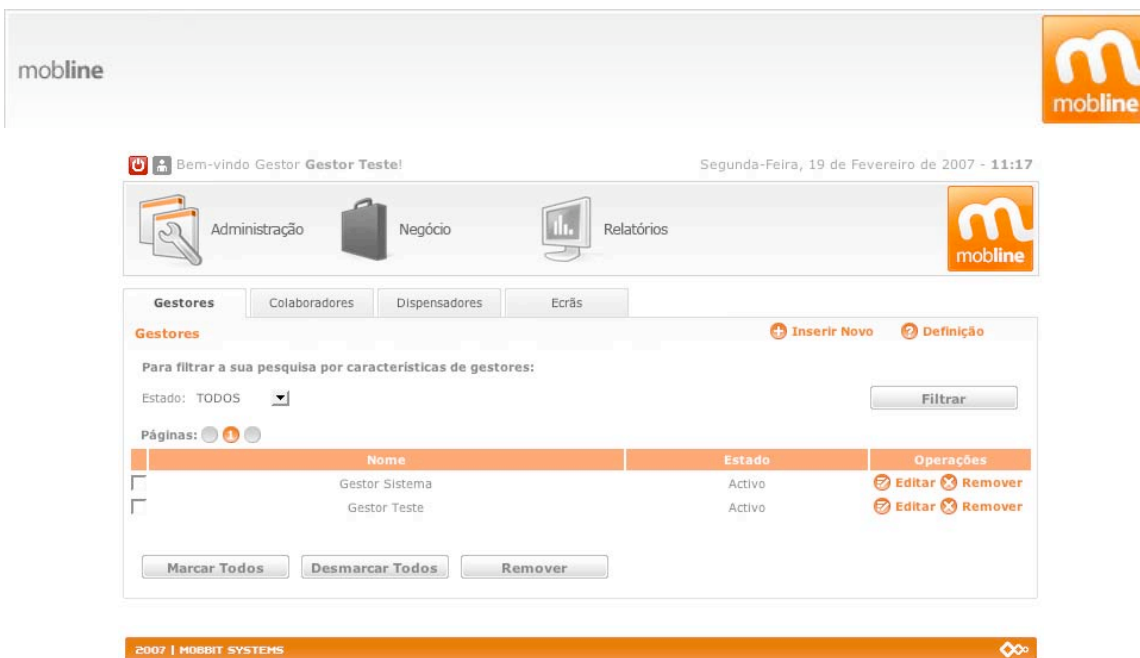 mobline
mobline
Bem-vindo Gestor Gestor Teste! Segunda-Feira, 19 de Fevereiro de 2007 - 11:17
Administração Negócio Relatórios
mobline
Gestores Colaboradores Dispensadores Ecrãs
Gestores Inserir Novo Definição
Para filtrar a sua pesquisa por características de gestores:
Estado: TODOS Filtrar
Páginas: 1
Nome Estado Operações
Gestor Sistema Activo Editar Remover
Gestor Teste Activo Editar Remover
Marcar Todos Desmarcar Todos Remover
2007 | MOBBIT SYSTEMS